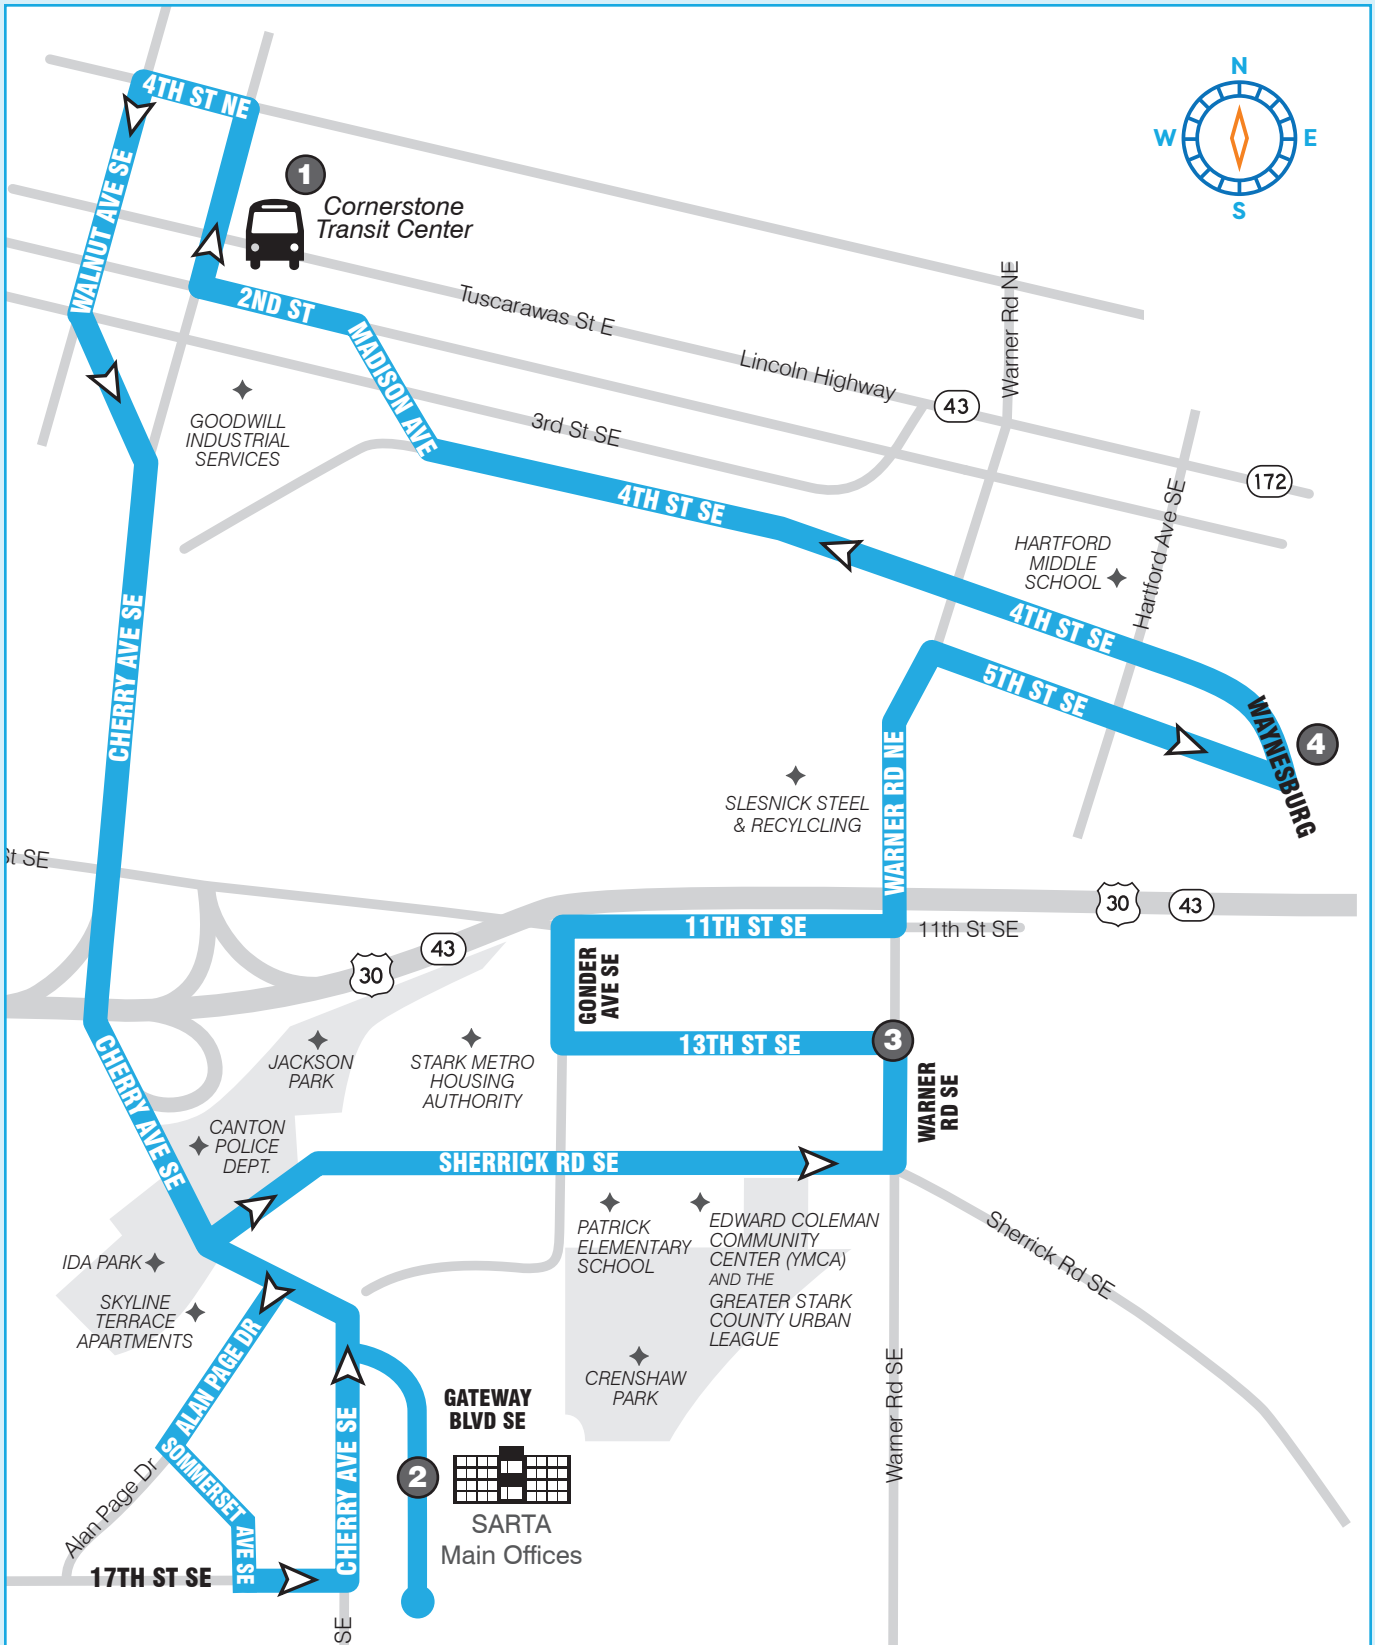 N
W
E
S
4TH ST NE
1
Cornerstone
Transit Center
WALNUT AVE SE
2ND ST
Tuscarawas St E
Warner Rd NE
MADISON AVE
Lincoln Highway
43
3rd St SE
GOODWILL
INDUSTRIAL
SERVICES
172
4TH ST SE
Hartford Ave SE
HARTFORD
MIDDLE
SCHOOL
4TH ST SE
CHERRY AVE SE
5TH ST SE
WAYNESBURG
4
WARNER RD NE
SLESNICK STEEL
& RECYLCLING
St SE
30
43
11TH ST SE
11th St SE
43
30
GONDER
AVE SE
13TH ST SE
3
JACKSON
PARK
STARK METRO
HOUSING
AUTHORITY
CHERRY AVE SE
WARNER
RD SE
CANTON
POLICE
DEPT.
SHERRICK RD SE
PATRICK
ELEMENTARY
SCHOOL
EDWARD COLEMAN
COMMUNITY
CENTER (YMCA)
AND THE
GREATER STARK
COUNTY URBAN
LEAGUE
Sherrick Rd SE
IDA PARK
SKYLINE
TERRACE
APARTMENTS
ALAN PAGE DR
CRENSHAW
PARK
Warner Rd SE
GATEWAY
BLVD SE
SOMMERSET AVE SE
CHERRY AVE SE
2
SARTA
Main Offices
Alan Page Dr
17TH ST SE
SE